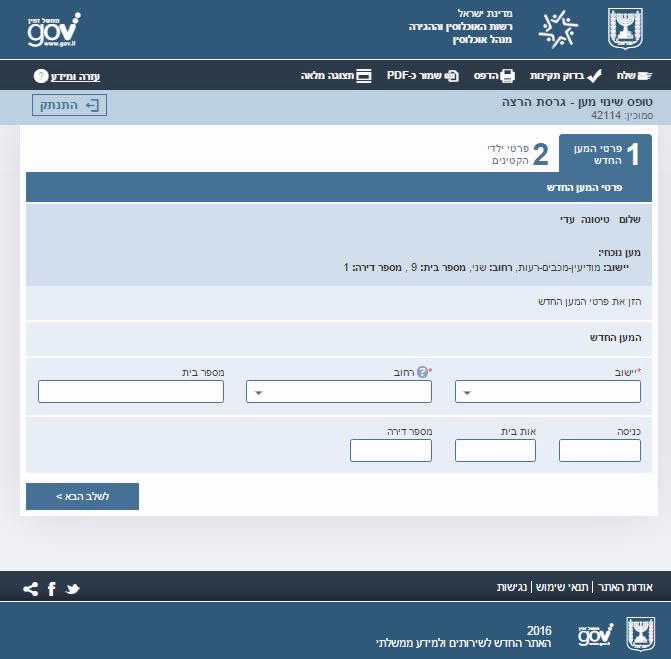 מדינת ישראל
רשות האוכלוסין וההגירה
מנהל אוכלוסין
ממשל זמין
gov
www.gov.il
שלח
בדוק תקינות
הדפס
שמור כ-PDF
תצוגה מלאה
עזרה ומידע ?
טופס שינוי מען - גרסת הרצה
סמוכין: 42114
התנתק
1 פרטי המען החדש
2 פרטי ילדי הקטינים
פרטי המען החדש
שלום טיסונה עדי
מען נוכחי:
יישוב: מודיעין-מכבים-רעות, רחוב: שני, מספר בית: 9 , מספר דירה: 1
הזן את פרטי המען החדש
המען החדש
*יישוב
*? רחוב
מספר בית
כניסה
אות בית
מספר דירה
לשלב הבא >
אודות האתר | תנאי שימוש | נגישות
ממשל זמין
gov
2016
האתר החדש לשירותים ולמידע ממשלתי